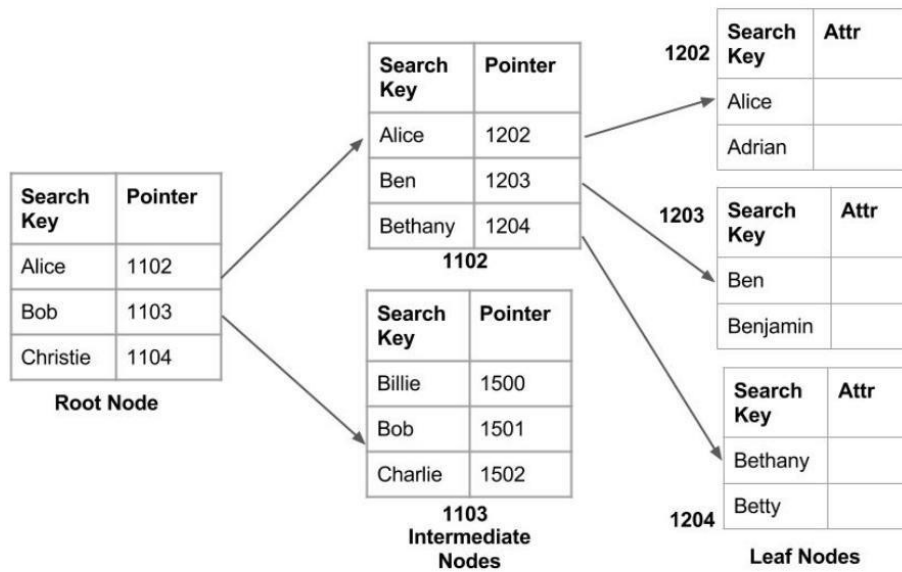 Search Key Pointer
Alice 1102
Bob 1103
Christie 1104
Root Node
Search Key Pointer
Alice 1202
Ben 1203
Bethany 1204
1102
Search Key Pointer
Billie 1500
Bob 1501
Charlie 1502
1103
Intermediate
Nodes
1202
Search Key Attr
Alice
Adrian
1203
Search Key Attr
Ben
Benjamin
Search Key Attr
Bethany
Betty
1204
Leaf Nodes